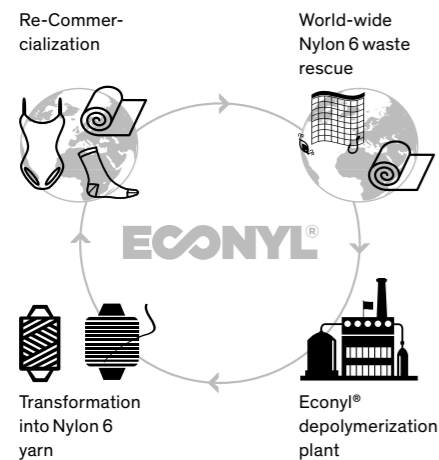 Re-Commer-
cialization
World-wide
Nylon 6 waste
rescue
ECONYL®
Transformation
into Nylon 6
yarn
Econyl®
depolymerization
plant